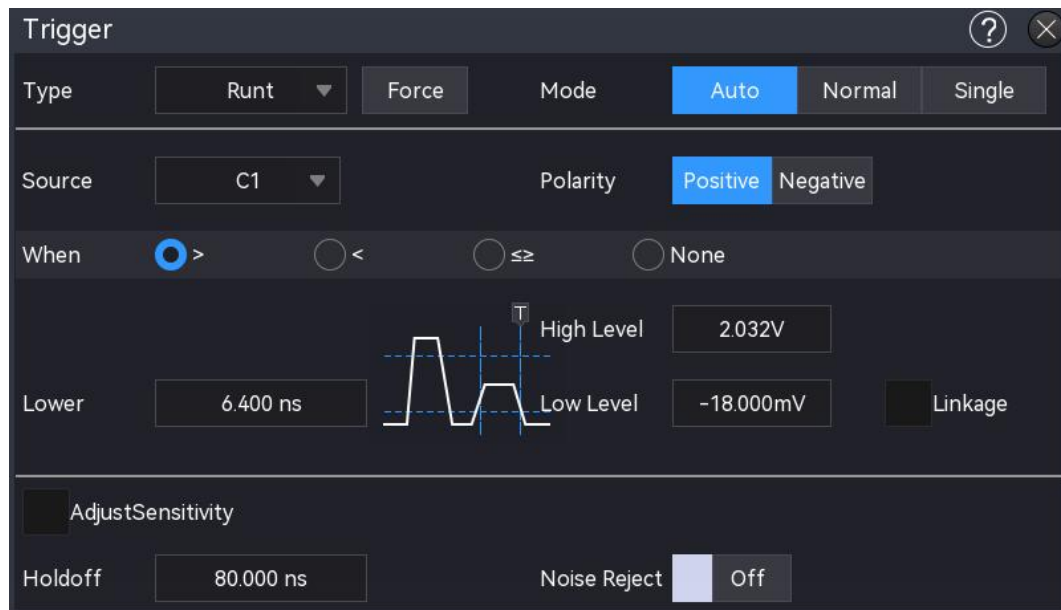 Trigger ?
Type Runt Force Mode Auto Normal Single
Source C1 Polarity Positive Negative
When > < ≤≥ None
T
High Level 2.032V
Lower 6.400 ns Low Level -18.000mV Linkage
AdjustSensitivity
Holdoff 80.000 ns Noise Reject Off